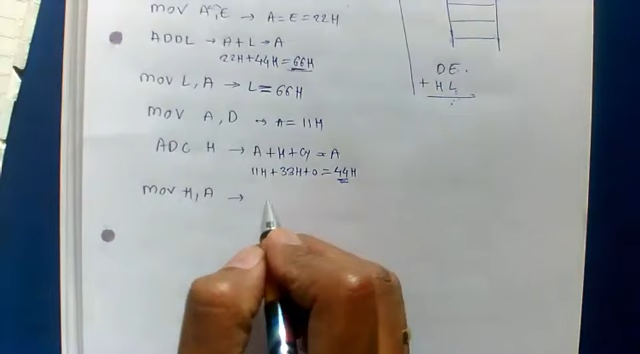 MOV A,E → A = E = 22H
ADD L → A + L → A
22H + 44H = 66H
MOV L,A → L = 66H
MOV A,D → A = 11H
ADC H → A + H + Cy = A
11H + 33H + 0 = 44H
MOV H,A →
DE.
+ HL